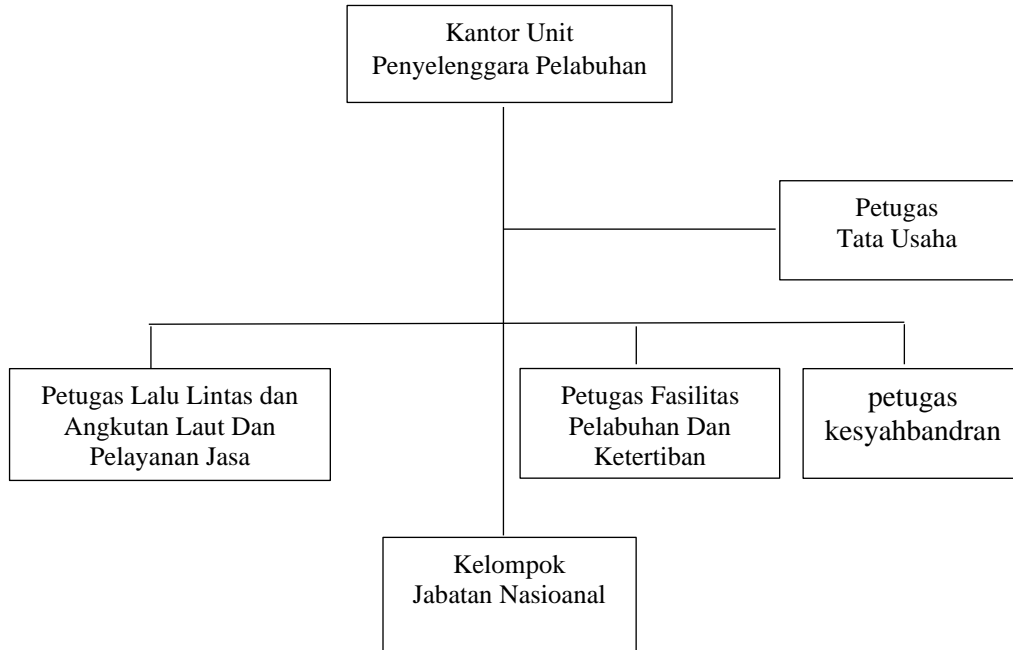 Kantor Unit
Penyelenggara Pelabuhan
Petugas
Tata Usaha
Petugas Lalu Lintas dan
Angkutan Laut Dan
Pelayanan Jasa
Petugas Fasilitas
Pelabuhan Dan
Ketertiban
petugas
kesyahbandran
Kelompok
Jabatan Nasioanal